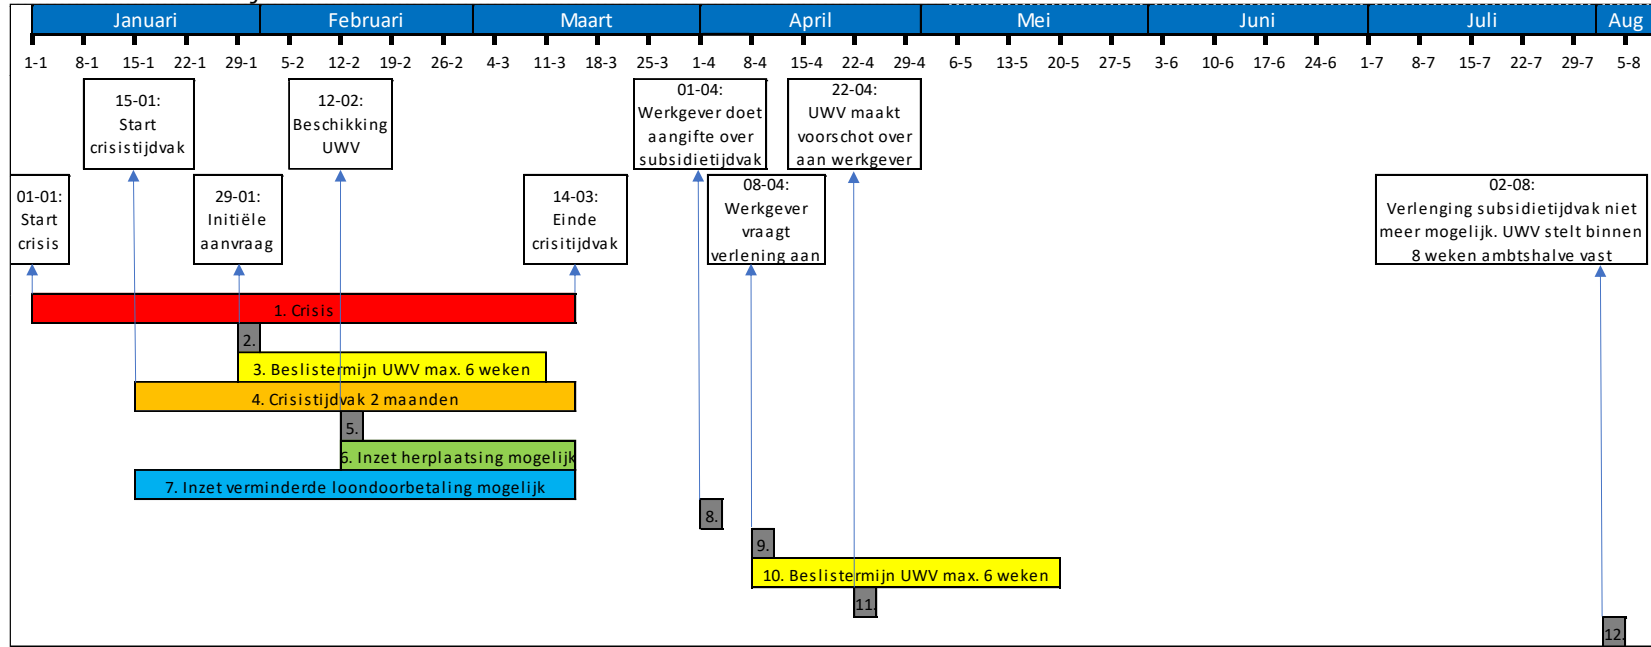 Januari Februari Maart April Mei Juni Juli Aug
1-1 8-1 15-1 22-1 29-1 5-2 12-2 19-2 26-2 4-3 11-3 18-3 25-3 1-4 8-4 15-4 22-4 29-4 6-5 13-5 20-5 27-5 3-6 10-6 17-6 24-6 1-7 8-7 15-7 22-7 29-7 5-8
15-01:
Start
crisistijdvak
12-02:
Beschikking
UWV
01-04:
Werkgever doet
aangifte over
subsidietijdvak
22-04:
UWV maakt
voorschot over
aan werkgever
01-01:
Start
crisis
29-01:
Initiële
aanvraag
14-03:
Einde
crisitijdvak
08-04:
Werkgever
vraagt
verlening aan
02-08:
Verlenging subsidietijdvak niet
meer mogelijk. UWV stelt binnen
8 weken ambtshalve vast
1. Crisis
2.
3. Beslistermijn UWV max. 6 weken
4. Crisistijdvak 2 maanden
5.
6. Inzet herplaatsing mogelijk
7. Inzet verminderde loondoorbetaling mogelijk
8.
9.
10. Beslistermijn UWV max. 6 weken
11.
12.